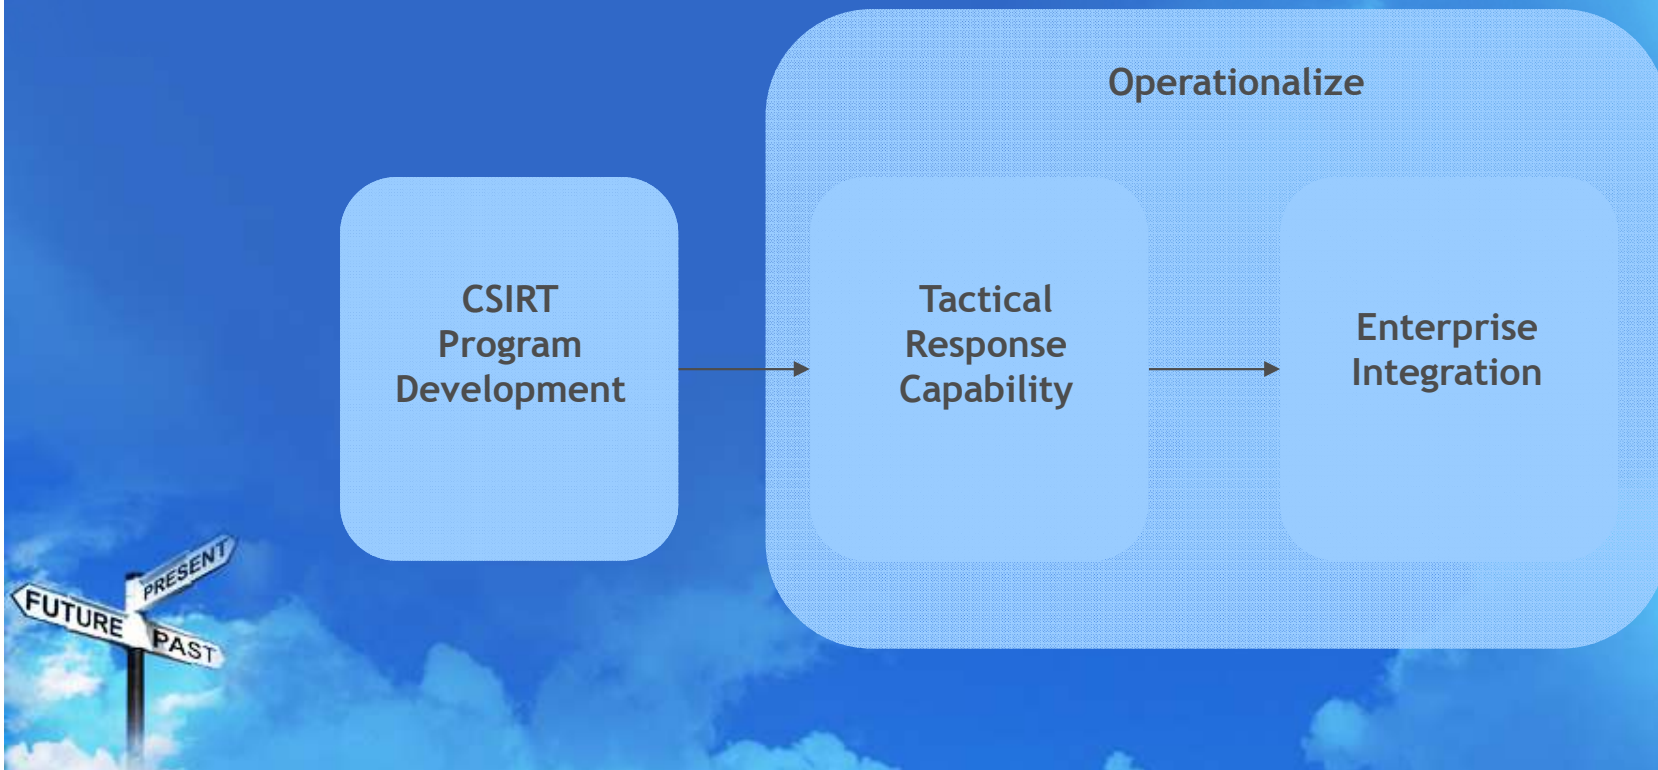 Operationalize
CSIRT
Program
Development
Tactical
Response
Capability
Enterprise
Integration
PRESENT
FUTURE
PAST